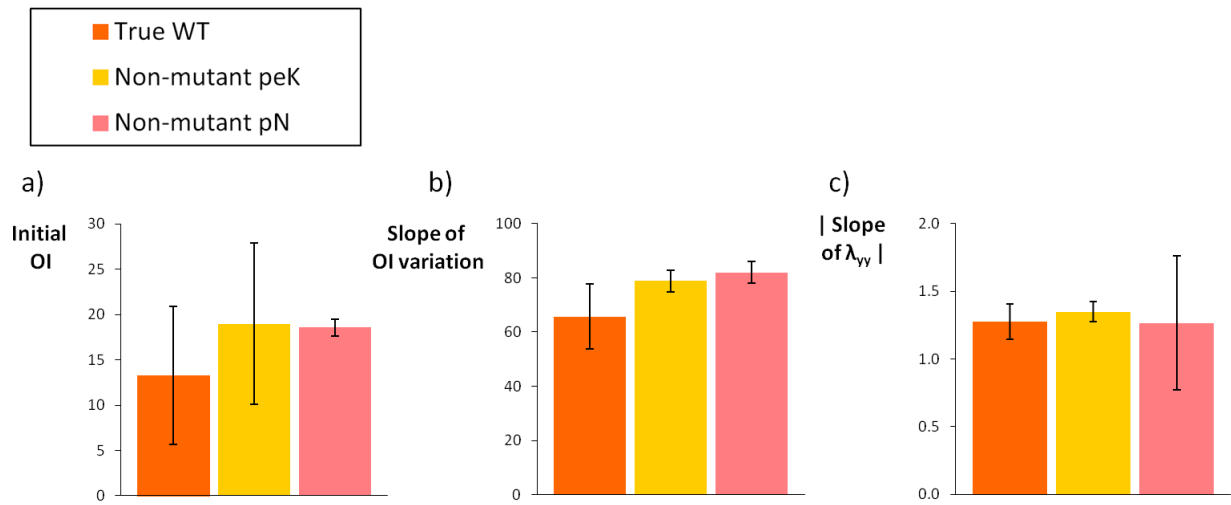 True WT
Non-mutant peK
Non-mutant pN
a)
Initial
OI
30
25
20
15
10
5
0
b)
Slope of
OI variation
100
80
60
40
20
0
c)
| Slope
of λyy |
2.0
1.5
1.0
0.5
0.0